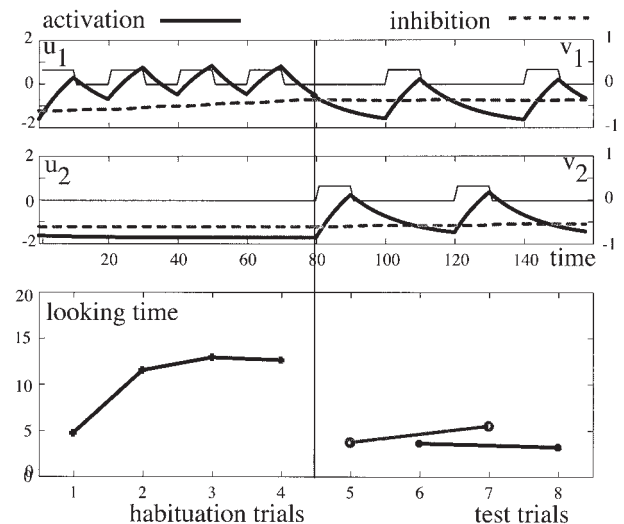 activation inhibition
2 u1 v1 1
0 0
-2 -1
2 u2 v2 1
0 0
-2 -1
20 40 60 80 100 120 140 time
20 looking time
15
10
5
0
1 2 3 4 5 6 7 8
habituation trials test trials